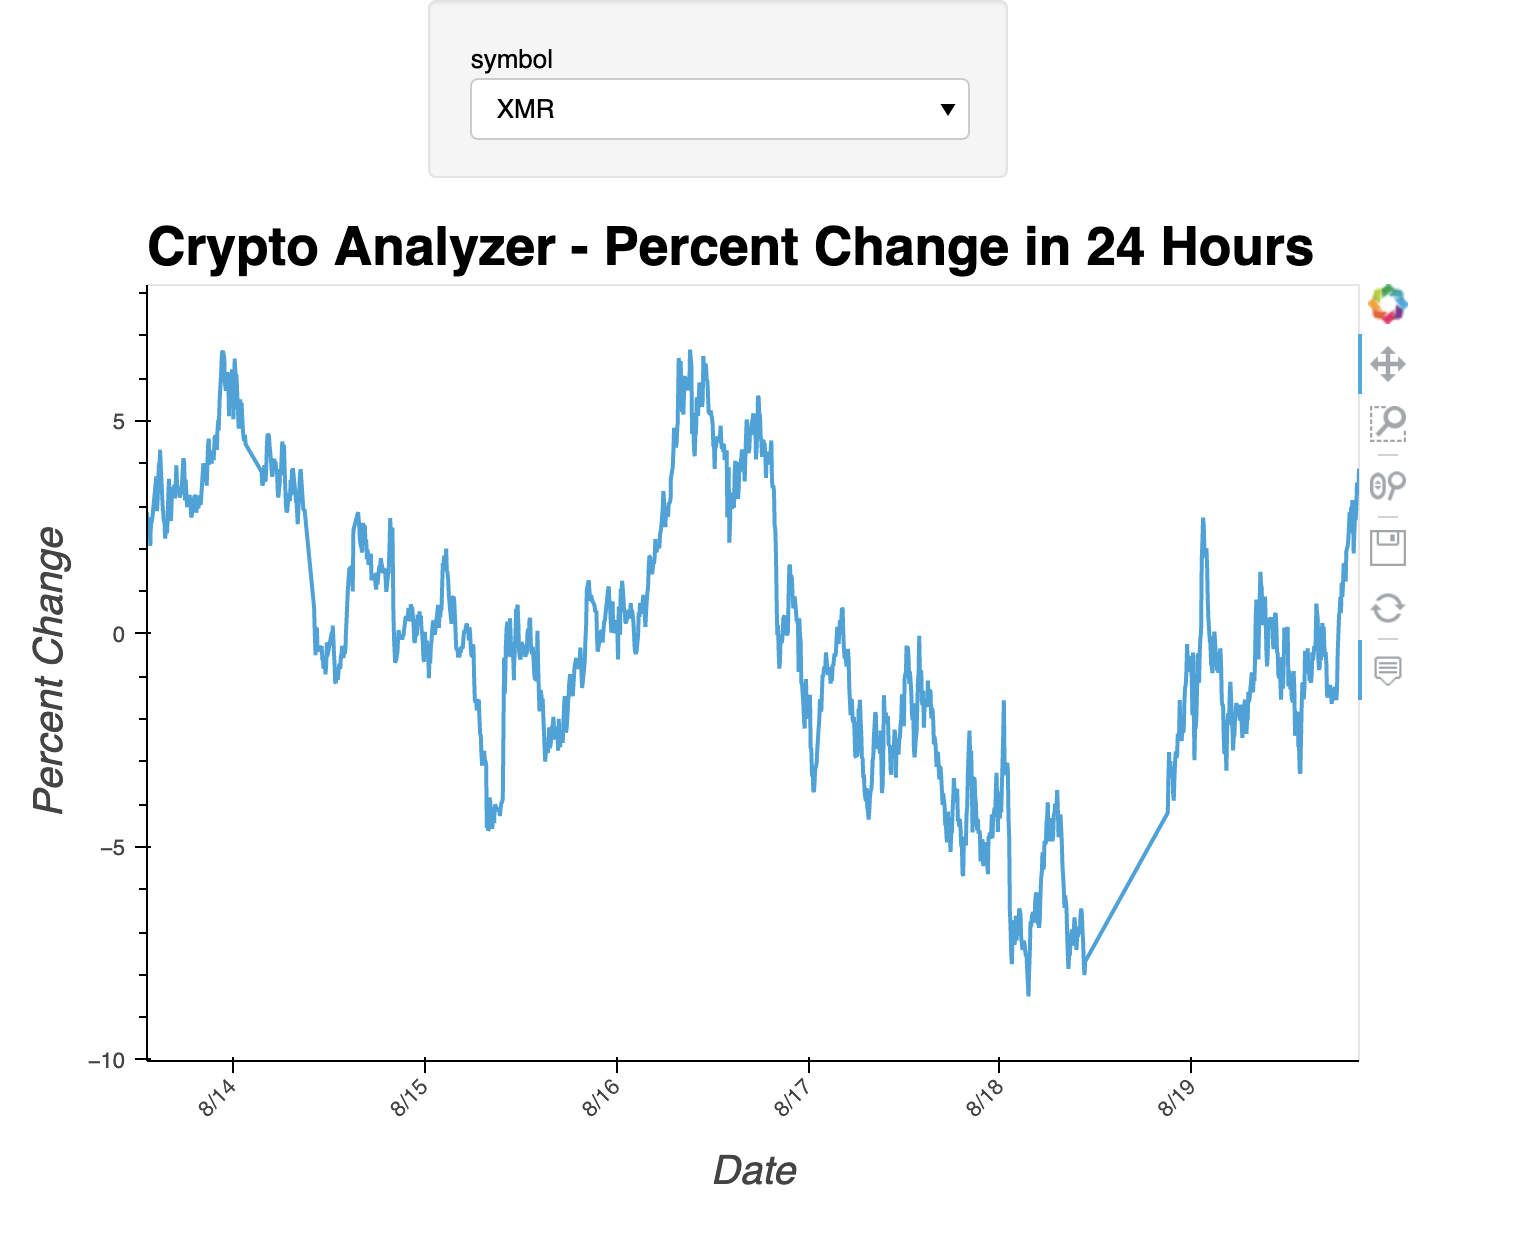 symbol
XMR
Crypto Analyzer - Percent Change in 24 Hours
Percent Change
5
0
−5
−10
8/14
8/15
8/16
8/17
8/18
8/19
Date